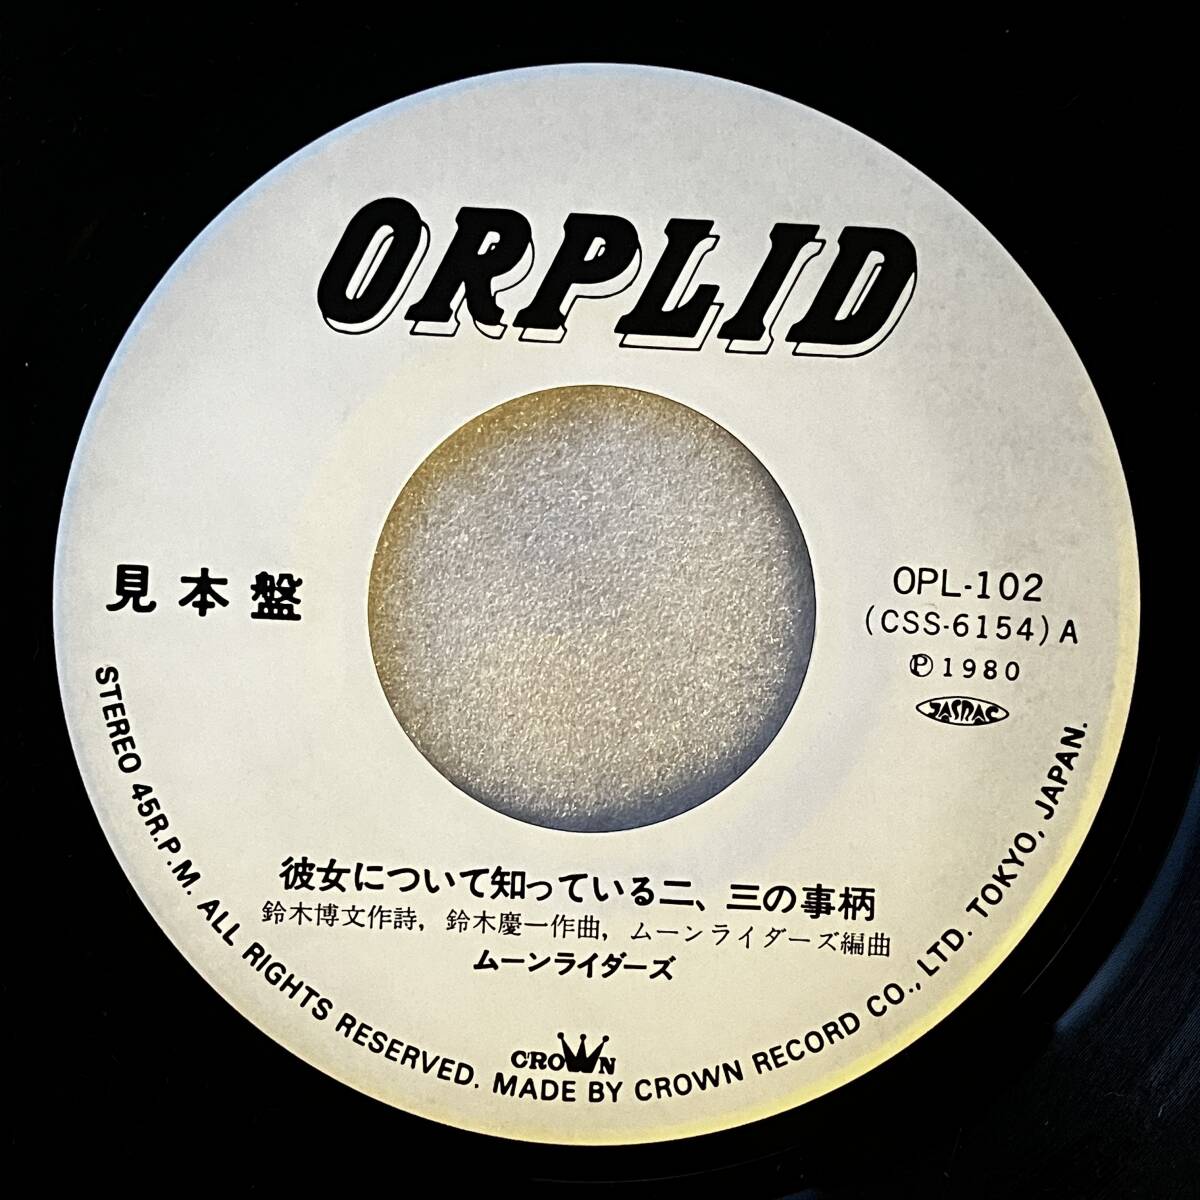 ORPLID
見本盤
OPL-102
(CSS-6154) A
Ⓟ1980
JASRAC
彼女について知っている二、三の事柄
鈴木博文作詩, 鈴木慶一作曲, ムーンライダーズ編曲
ムーンライダーズ
CROWN
STEREO 45R.P.M. ALL RIGHTS RESERVED. MADE BY CROWN RECORD CO., LTD. TOKYO, JAPAN.